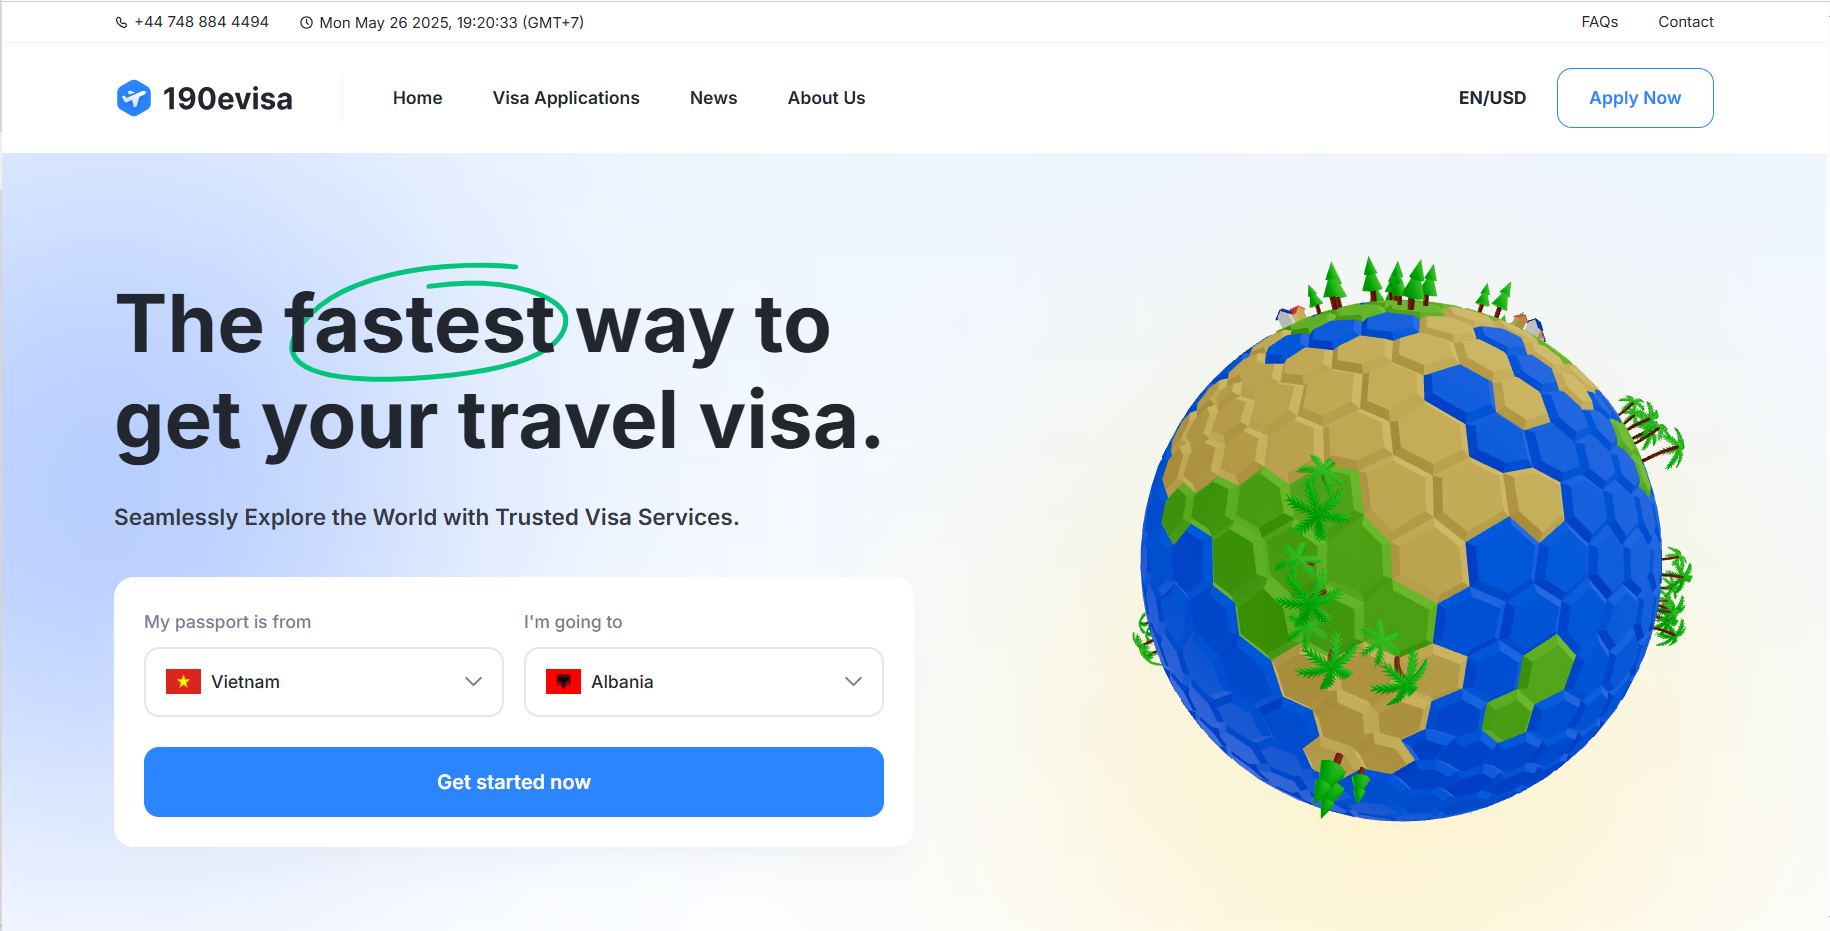 +44 748 884 4494
Mon May 26 2025, 19:20:33 (GMT+7)
FAQs
Contact
190evisa
Home
Visa Applications
News
About Us
EN/USD
Apply Now
The fastest way to
get your travel visa.
Seamlessly Explore the World with Trusted Visa Services.
My passport is from
I'm going to
Vietnam
Albania
Get started now